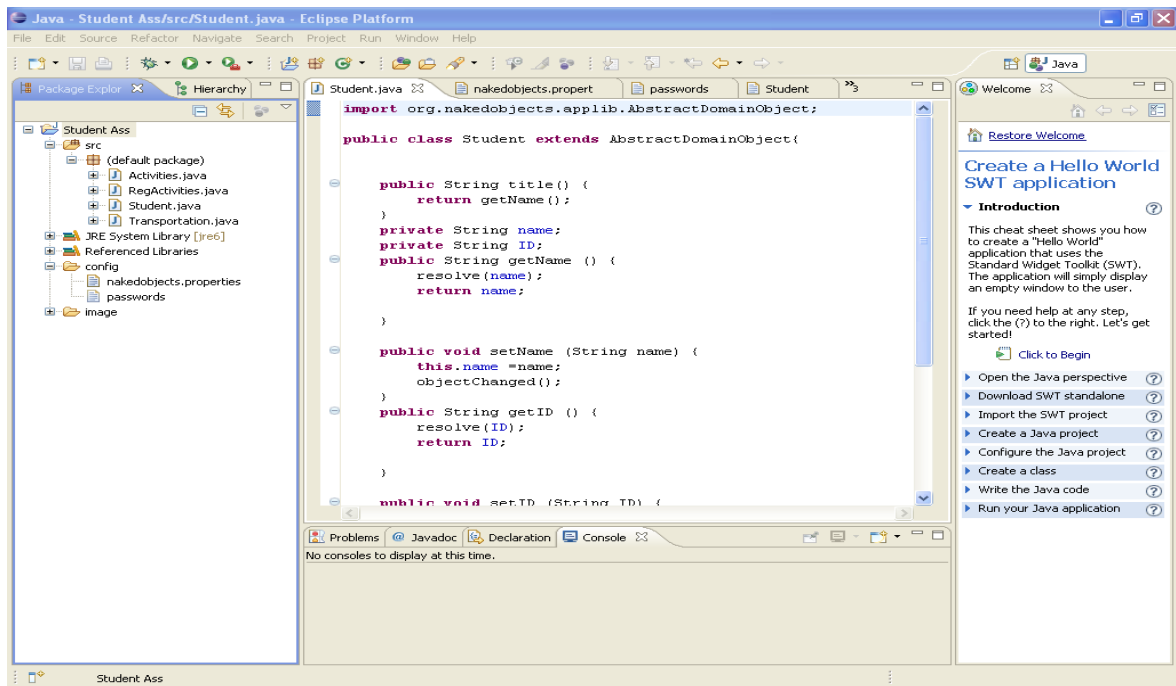 Java - Student Ass/src/Student.java - Eclipse Platform
File Edit Source Refactor Navigate Search Project Run Window Help
Java
Package Explor
Hierarchy
Student Ass
src
(default package)
Activities.java
RegActivities.java
Student.java
Transportation.java
JRE System Library [jre6]
Referenced Libraries
config
nakedobjects.properties
passwords
image
Student.java
nakedobjects.propert
passwords
Student
»3
import org.nakedobjects.applib.AbstractDomainObject;
public class Student extends AbstractDomainObject{
public String title() {
return getName();
}
private String name;
private String ID;
public String getName () {
resolve(name);
return name;
}
public void setName (String name) {
this.name =name;
objectChanged();
}
public String getID () {
resolve(ID);
return ID;
}
public void setID (String ID) {
Problems
@ Javadoc
Declaration
Console
No consoles to display at this time.
Welcome
Restore Welcome
Create a Hello World
SWT application
Introduction
This cheat sheet shows you how
to create a "Hello World"
application that uses the
Standard Widget Toolkit (SWT).
The application will simply display
an empty window to the user.
If you need help at any step,
click the (?) to the right. Let's get
started!
Click to Begin
Open the Java perspective
Download SWT standalone
Import the SWT project
Create a Java project
Configure the Java project
Create a class
Write the Java code
Run your Java application
Student Ass